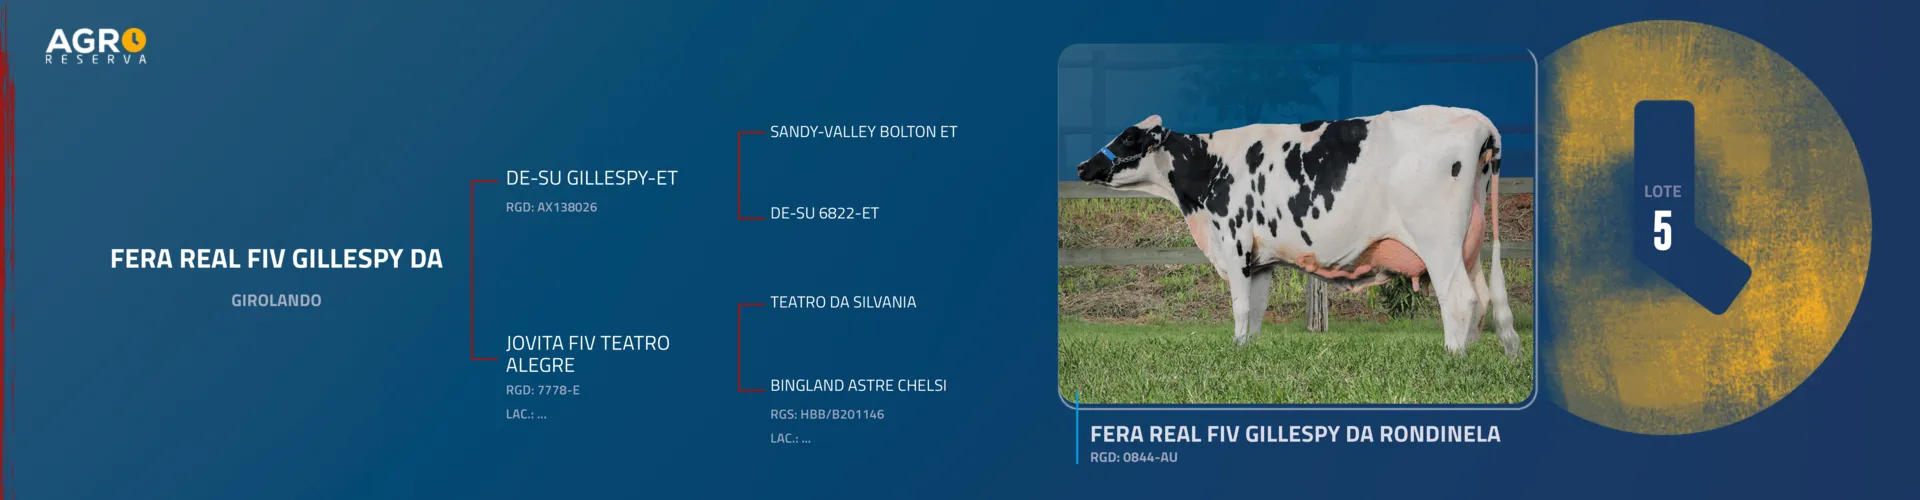 AGRO
RESERVA
FERA REAL FIV GILLESPY DA
GIROLANDO
DE-SU GILLESPY-ET
RGD: AX138026
JOVITA FIV TEATRO
ALEGRE
RGD: 7778-E
LAC.: ...
SANDY-VALLEY BOLTON ET
DE-SU 6822-ET
TEATRO DA SILVANIA
BINGLAND ASTRE CHELSI
RGS: HBB/B201146
LAC.: ...
FERA REAL FIV GILLESPY DA RONDINELA
RGD: 0844-AU
LOTE
5